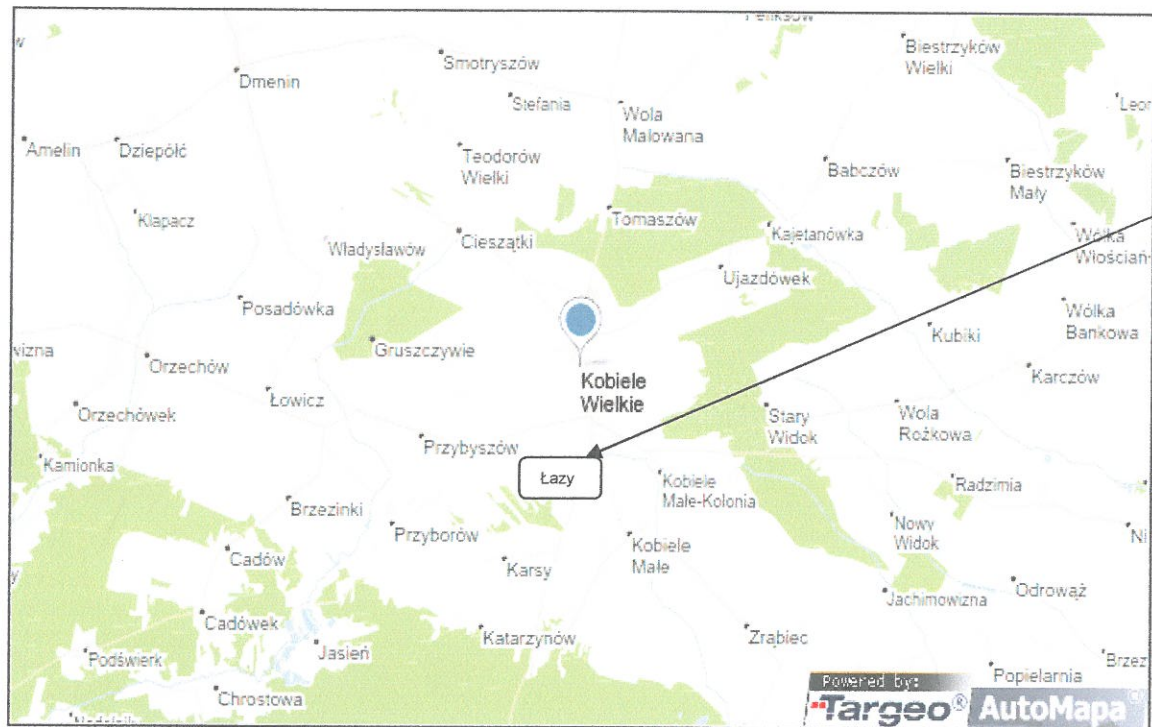 Biestrzyków
Wielki
Smotryszów
Dmenin
Stefania
Wola
Malowana
Amelin
Dziepółć
Teodorów
Wielki
Babczów
Biestrzyków
Mały
Klapacz
Tomaszów
Władysławów
Cieszątki
Kajetanówka
Wólka
Włościań
Ujazdówek
Posadówka
Wólka
Bankowa
Kubiki
wizna
Orzechów
Gruszczywie
Kobiele
Wielkie
Karczów
Łowicz
Orzechówek
Stary
Widok
Wola
Rożkowa
Przybyszów
Kamionka
Łazy
Kobiele
Małe-Kolonia
Radzimia
Brzezinki
Przyborów
Nowy
Widok
Ni
Kobiele
Małe
Cadów
Karsy
Odrowąż
Jachimowizna
Cadówek
Katarzynów
Zrąbiec
Jasień
Podświerk
Brzez
Popielarnia
Chrostowa
Powered by:
Targeo® AutoMapa